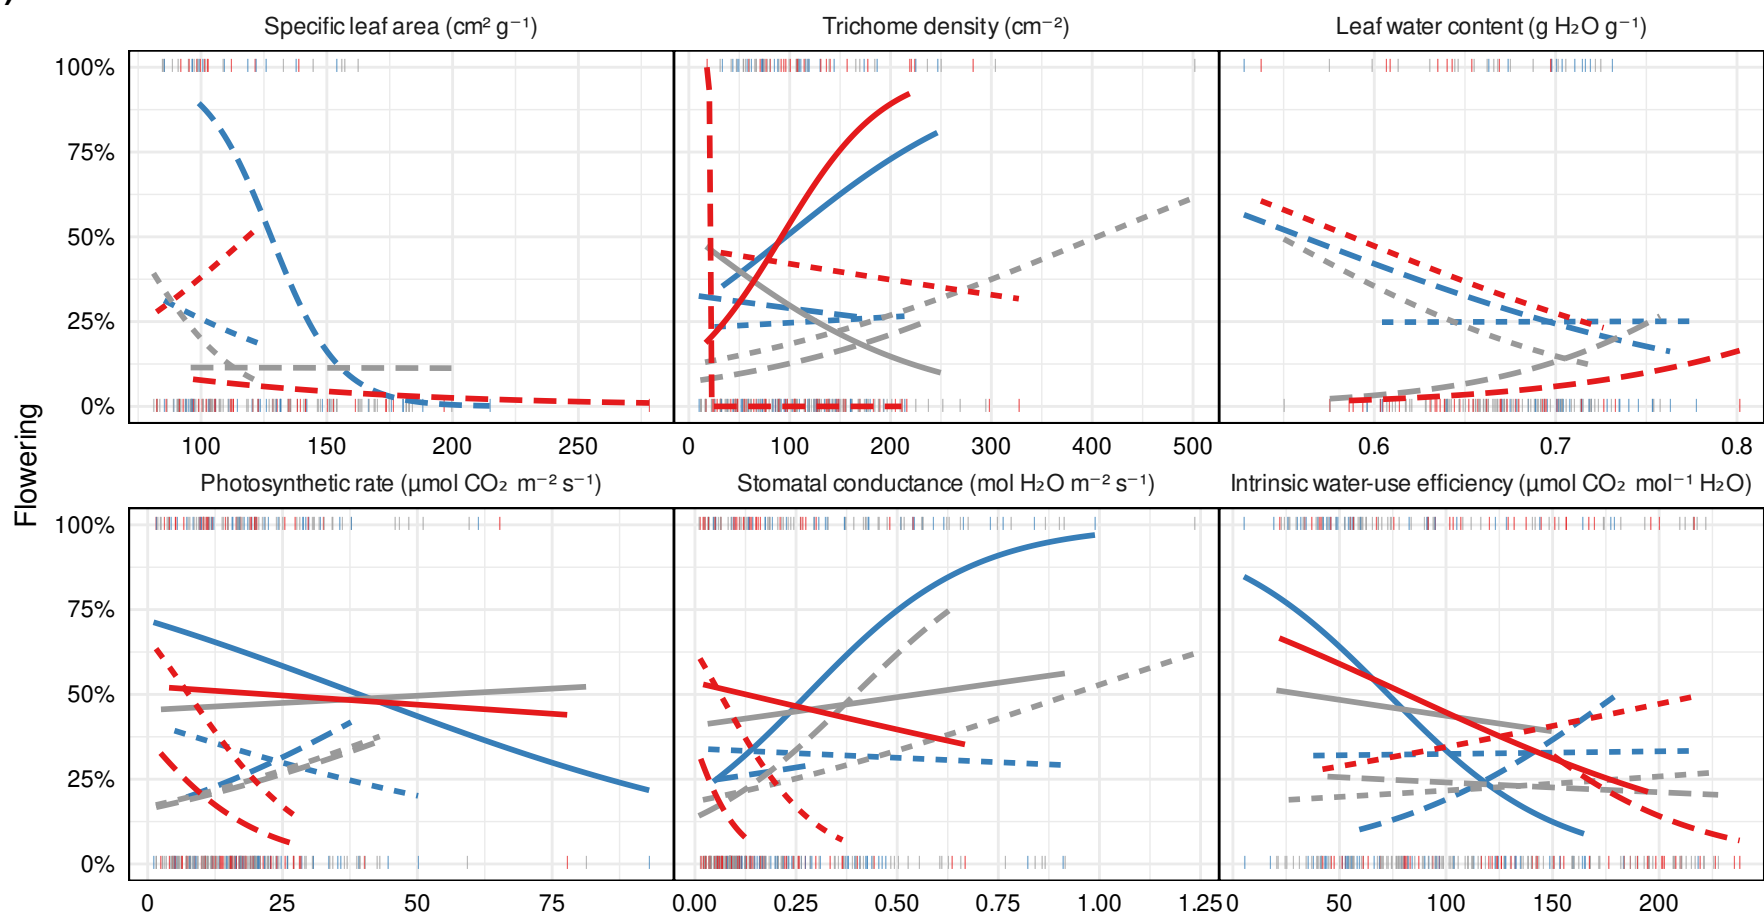 Specific leaf area (cm² g⁻¹) Trichome density (cm⁻²) Leaf water content (g H₂O g⁻¹)
100%
75%
50%
25%
0%
100 150 200 250 0 100 200 300 400 500 0.6 0.7 0.8
Flowering
Photosynthetic rate (µmol CO₂ m⁻² s⁻¹) Stomatal conductance (mol H₂O m⁻² s⁻¹) Intrinsic water-use efficiency (µmol CO₂ mol⁻¹ H₂O)
100%
75%
50%
25%
0%
0 25 50 75 0.00 0.25 0.50 0.75 1.00 1.25 0 50 100 150 200